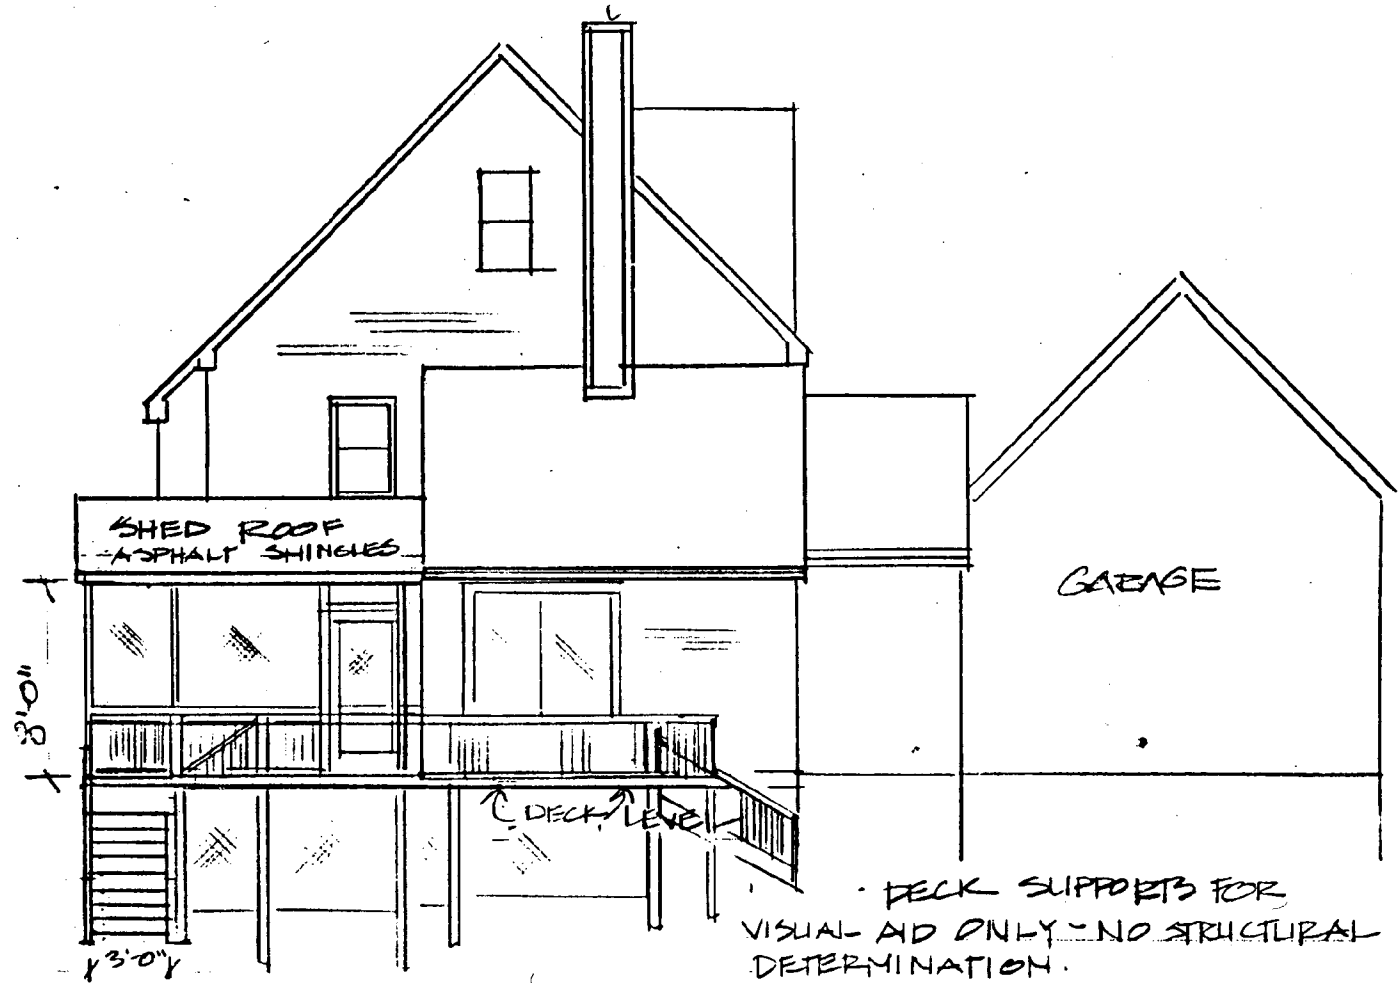 SHED ROOF
ASPHALT SHINGLES
GARAGE
8'-0"
DECK LEVEL
DECK SUPPORTS FOR
VISUAL AID ONLY - NO STRUCTURAL
DETERMINATION.
3'-0"